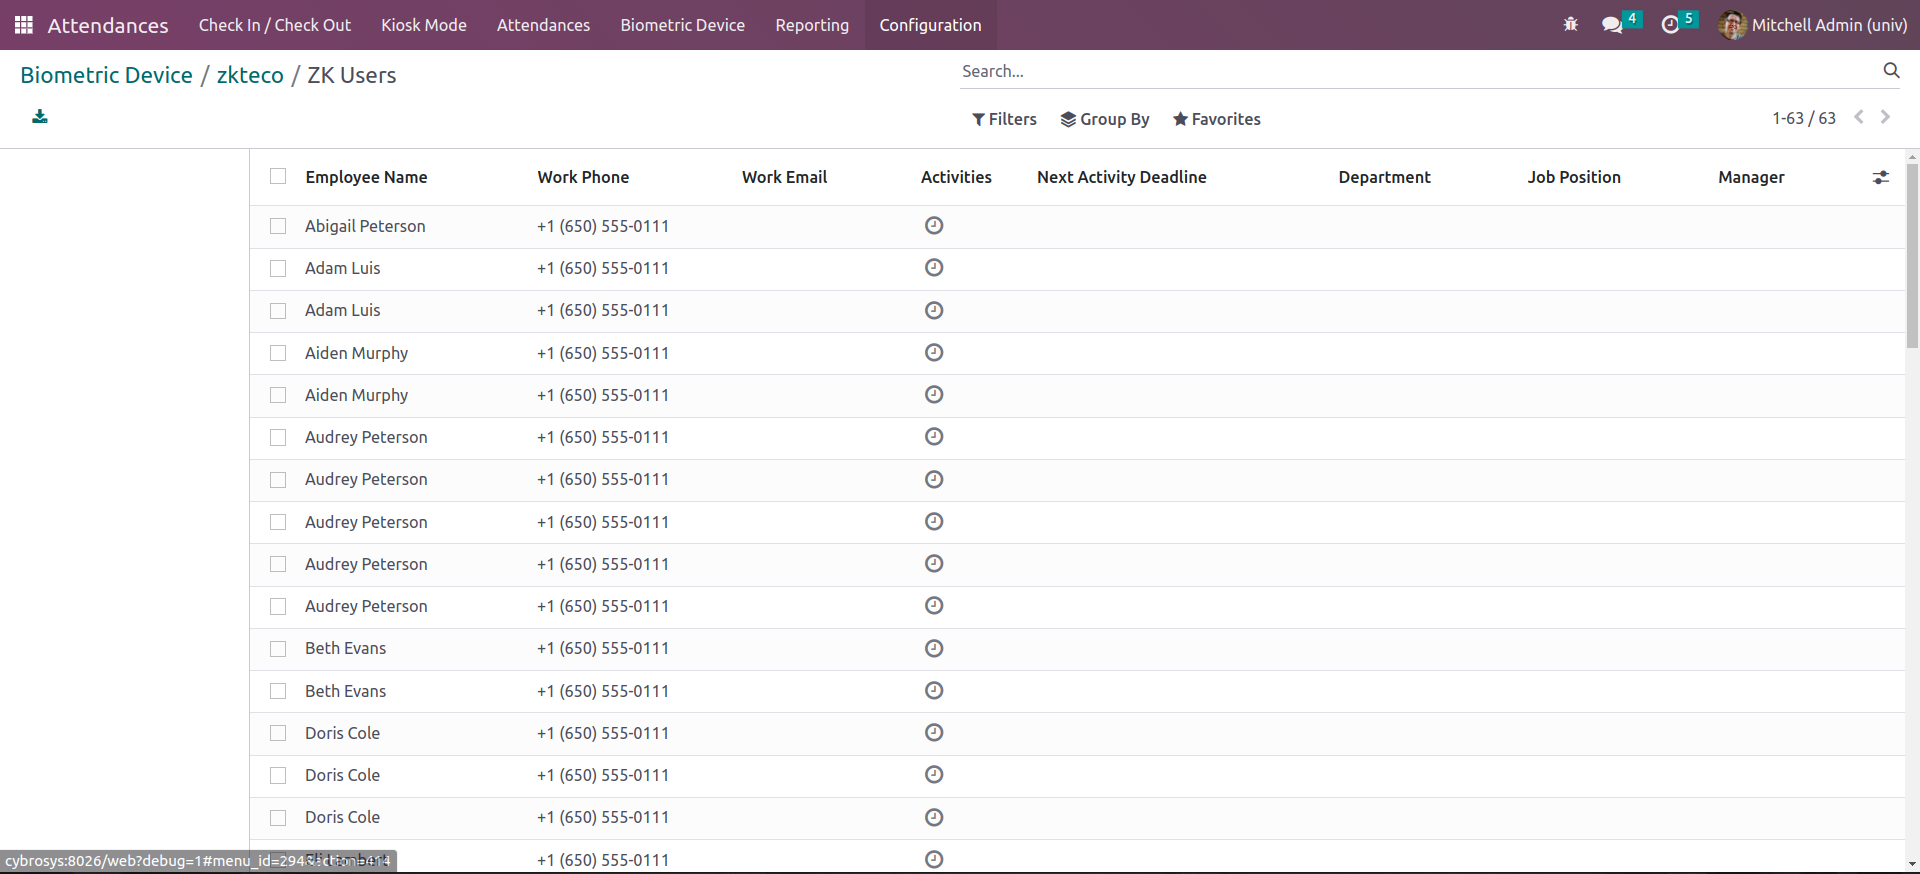 Attendances Check In / Check Out Kiosk Mode Attendances Biometric Device Reporting Configuration 4 5 Mitchell Admin (univ)
Biometric Device / zkteco / ZK Users Search...
Filters Group By Favorites 1-63 / 63
Employee Name Work Phone Work Email Activities Next Activity Deadline Department Job Position Manager
Abigail Peterson +1 (650) 555-0111
Adam Luis +1 (650) 555-0111
Adam Luis +1 (650) 555-0111
Aiden Murphy +1 (650) 555-0111
Aiden Murphy +1 (650) 555-0111
Audrey Peterson +1 (650) 555-0111
Audrey Peterson +1 (650) 555-0111
Audrey Peterson +1 (650) 555-0111
Audrey Peterson +1 (650) 555-0111
Audrey Peterson +1 (650) 555-0111
Beth Evans +1 (650) 555-0111
Beth Evans +1 (650) 555-0111
Doris Cole +1 (650) 555-0111
Doris Cole +1 (650) 555-0111
Doris Cole +1 (650) 555-0111
cybrosys:8026/web?debug=1#menu_id=294&action=414 +1 (650) 555-0111